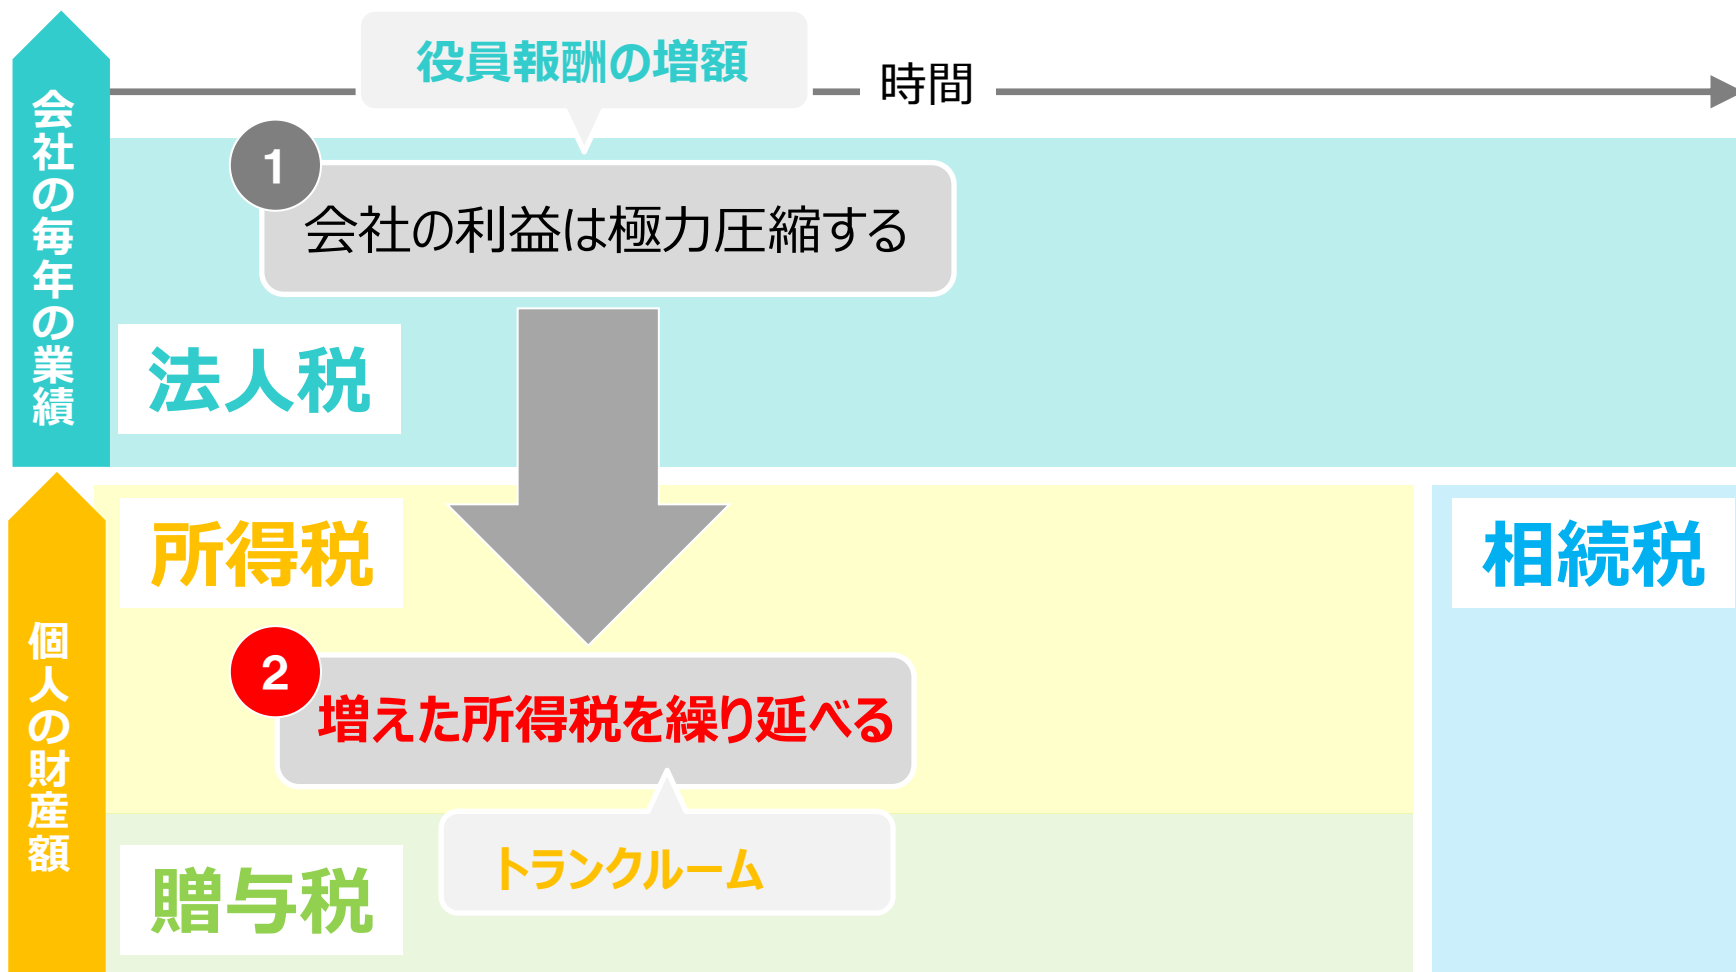 役員報酬の増額
時間
会社の毎年の業績
1
会社の利益は極力圧縮する
法人税
所得税
相続税
個人の財産額
2
増えた所得税を繰り延べる
トランクルーム
贈与税